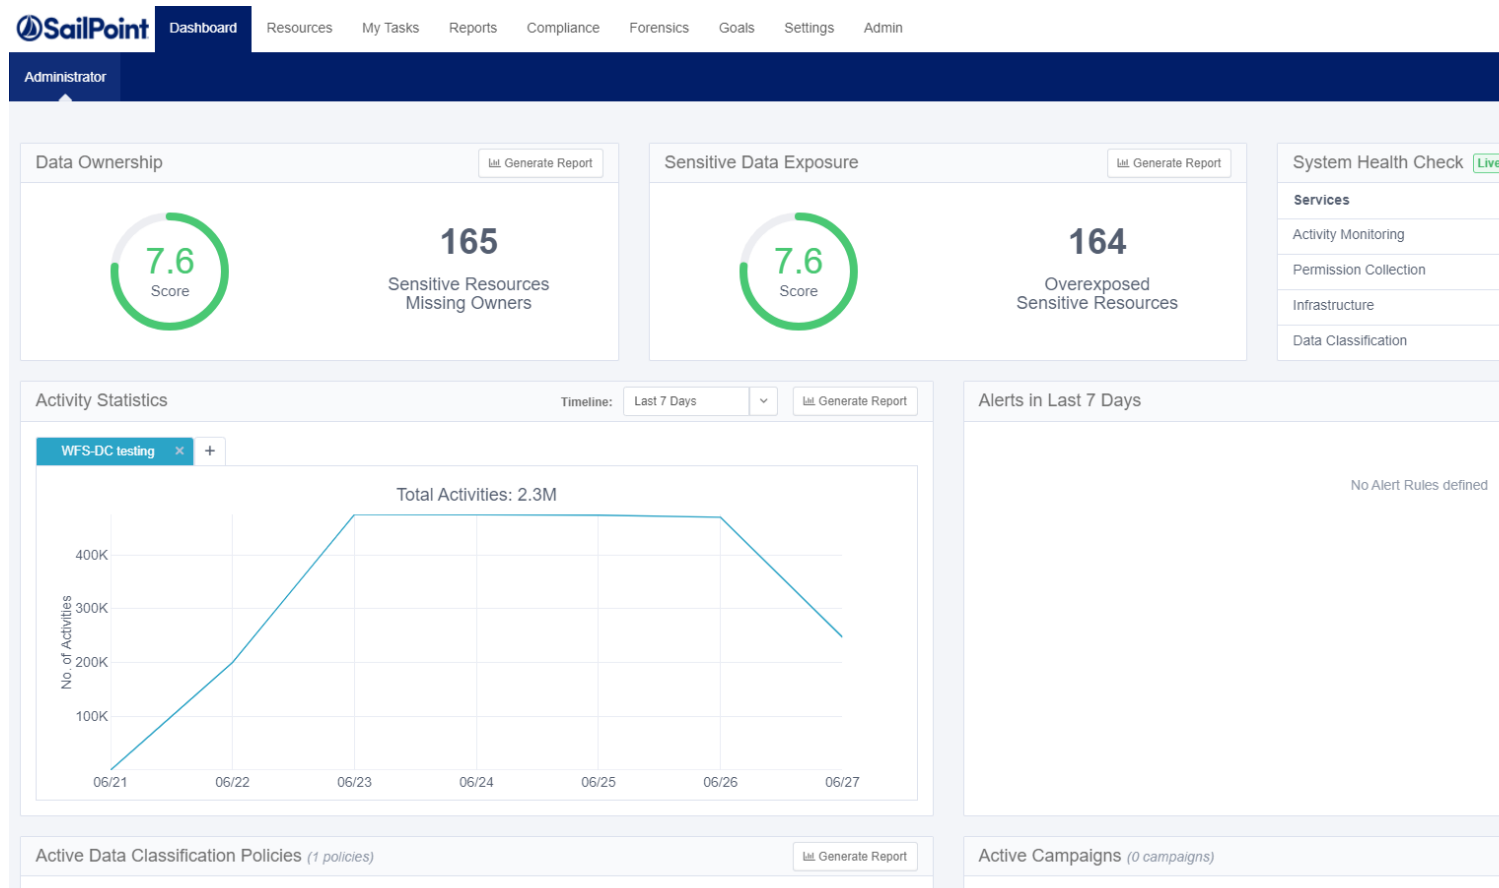 SailPoint
Dashboard
Resources
My Tasks
Reports
Compliance
Forensics
Goals
Settings
Admin
Administrator
Data Ownership
Generate Report
7.6
Score
165
Sensitive Resources
Missing Owners
Sensitive Data Exposure
Generate Report
7.6
Score
164
Overexposed
Sensitive Resources
System Health Check
Live
Services
Activity Monitoring
Permission Collection
Infrastructure
Data Classification
Activity Statistics
Timeline:
Last 7 Days
Generate Report
WFS-DC testing ×
+
Total Activities: 2.3M
No. of Activities
400K
300K
200K
100K
06/21
06/22
06/23
06/24
06/25
06/26
06/27
Alerts in Last 7 Days
No Alert Rules defined
Active Data Classification Policies (1 policies)
Generate Report
Active Campaigns (0 campaigns)